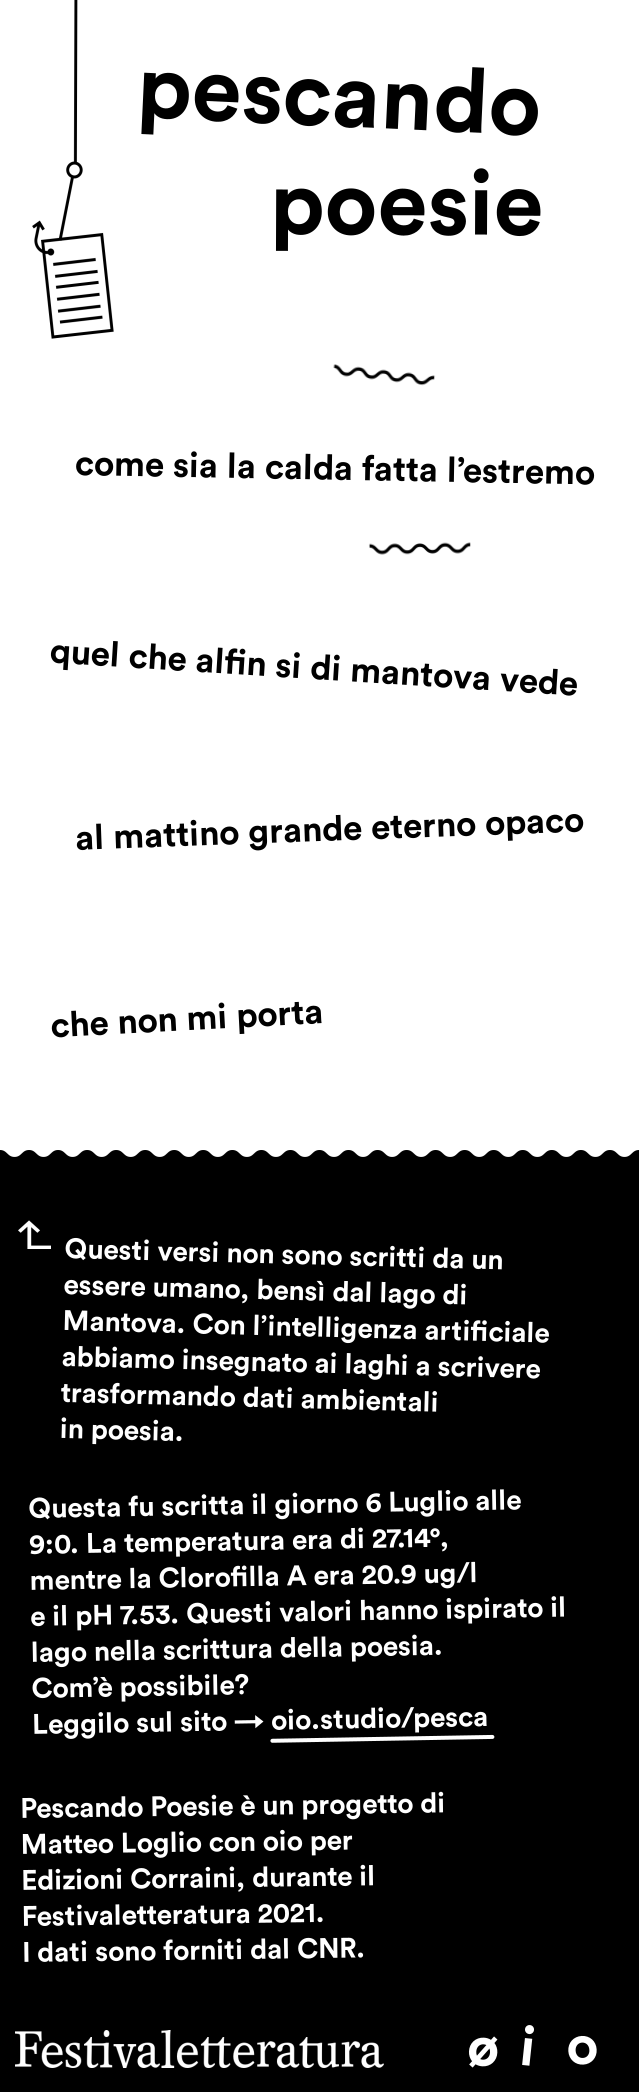 pescando
poesie
come sia la calda fatta l'estremo
quel che alfin si di mantova vede
al mattino grande eterno opaco
che non mi porta
Questi versi non sono scritti da un
essere umano, bensì dal lago di
Mantova. Con l'intelligenza artificiale
abbiamo insegnato ai laghi a scrivere
trasformando dati ambientali
in poesia.
Questa fu scritta il giorno 6 Luglio alle
9:0. La temperatura era di 27.14°,
mentre la Clorofilla A era 20.9 ug/l
e il pH 7.53. Questi valori hanno ispirato il
lago nella scrittura della poesia.
Com'è possibile?
Leggilo sul sito → oio.studio/pesca
Pescando Poesie è un progetto di
Matteo Loglio con oio per
Edizioni Corraini, durante il
Festivaletteratura 2021.
I dati sono forniti dal CNR.
Festivaletteratura ø i o